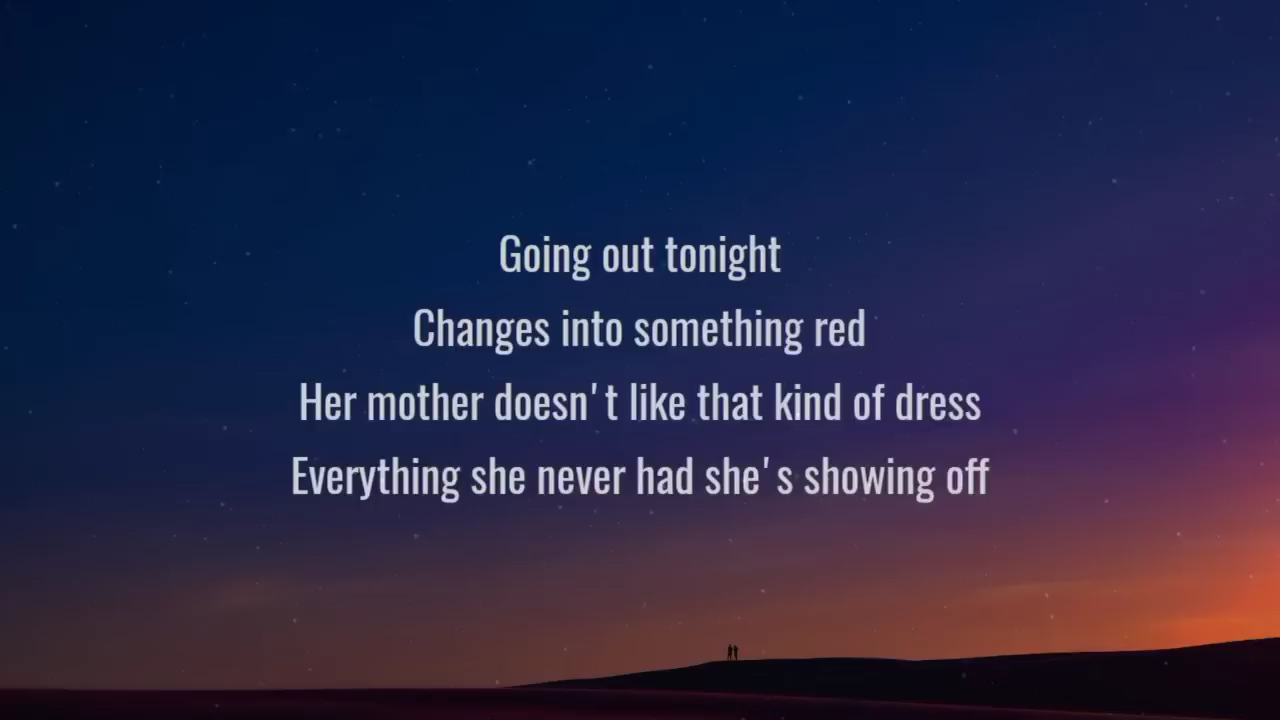 Going out tonight
Changes into something red
Her mother doesn't like that kind of dress
Everything she never had she's showing off